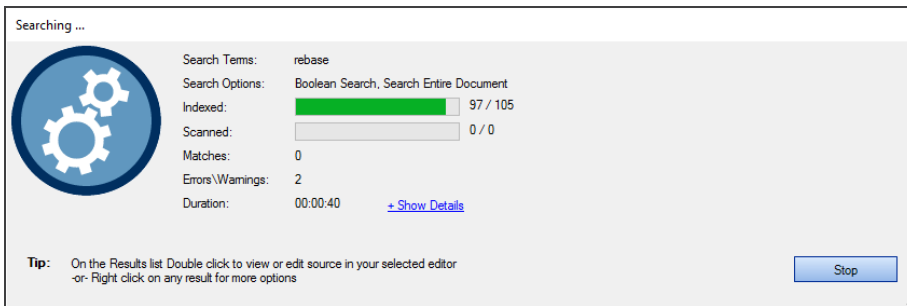 Searching ...
Search Terms: rebase
Search Options: Boolean Search, Search Entire Document
Indexed: 97 / 105
Scanned: 0 / 0
Matches: 0
Errors\Warnings: 2
Duration: 00:00:40 + Show Details
Tip: On the Results list Double click to view or edit source in your selected editor
-or- Right click on any result for more options
Stop